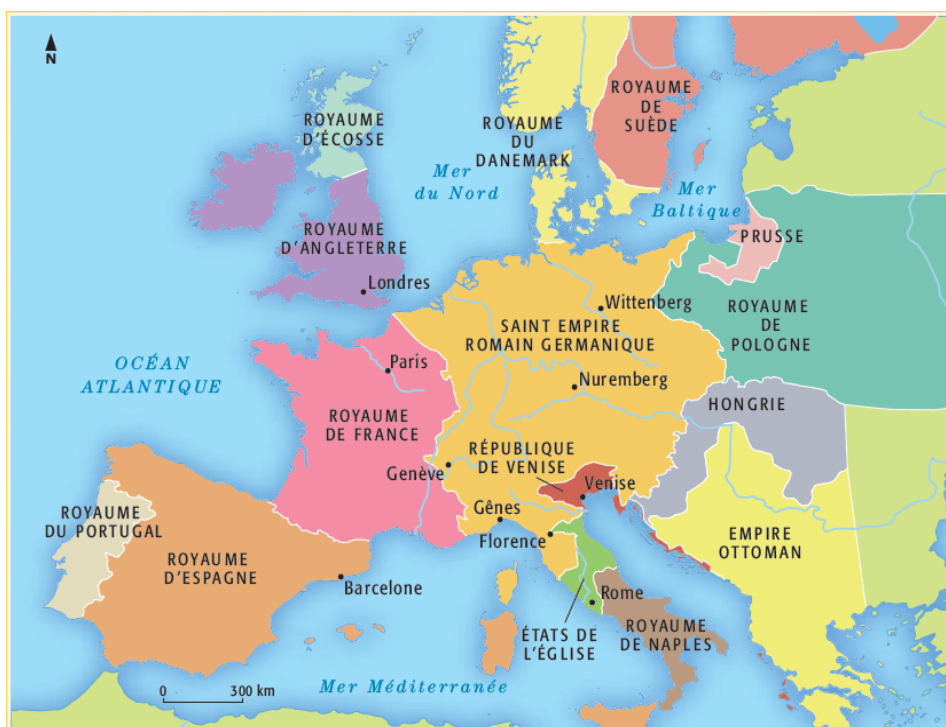 N
ROYAUME
D'ÉCOSSE
ROYAUME
DU
DANEMARK
ROYAUME
DE
SUÈDE
Mer
du Nord
Mer
Baltique
PRUSSE
ROYAUME
D'ANGLETERRE
Londres
Wittenberg
SAINT EMPIRE
ROMAIN GERMANIQUE
ROYAUME
DE
POLOGNE
OCÉAN
ATLANTIQUE
Paris
Nuremberg
ROYAUME
DE FRANCE
HONGRIE
RÉPUBLIQUE
DE VENISE
Genève
Venise
Gênes
Florence
ROYAUME
DU PORTUGAL
ROYAUME
D'ESPAGNE
Barcelone
EMPIRE
OTTOMAN
Rome
ÉTATS DE
L'ÉGLISE
ROYAUME
DE NAPLES
Mer Méditerranée
0 300 km